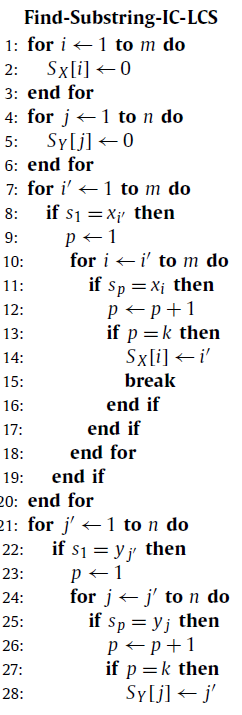 Find-Substring-IC-LCS
1: for i ← 1 to m do
2: S_X[i] ← 0
3: end for
4: for j ← 1 to n do
5: S_Y[j] ← 0
6: end for
7: for i′ ← 1 to m do
8: if s_1 = x_{i′} then
9: p ← 1
10: for i ← i′ to m do
11: if s_p = x_i then
12: p ← p + 1
13: if p = k then
14: S_X[i] ← i′
15: break
16: end if
17: end if
18: end for
19: end if
20: end for
21: for j′ ← 1 to n do
22: if s_1 = y_{j′} then
23: p ← 1
24: for j ← j′ to n do
25: if s_p = y_j then
26: p ← p + 1
27: if p = k then
28: S_Y[j] ← j′